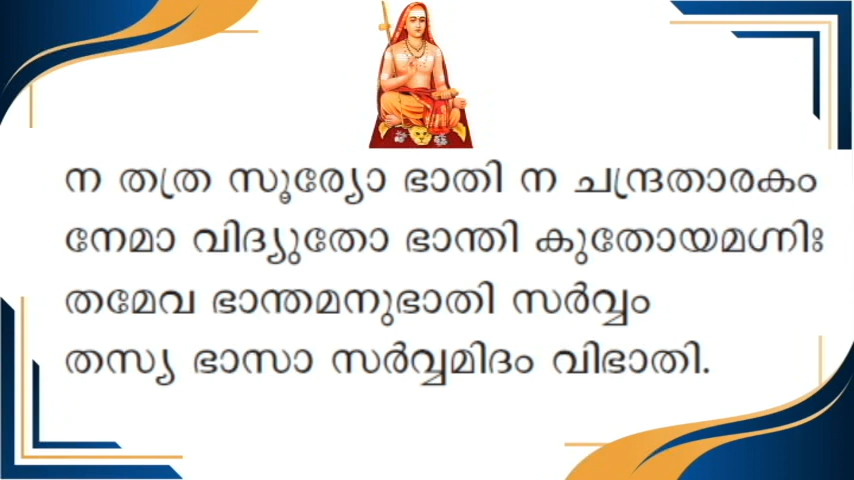 ന തത്ര സൂര്യോ ഭാതി ന ചന്ദ്രതാരകം
നേമാ വിദ്യുതോ ഭാന്തി കുതോയമഗ്നിഃ
തമേവ ഭാന്തമനുഭാതി സർവ്വം
തസ്യ ഭാസാ സർവ്വമിദം വിഭാതി.